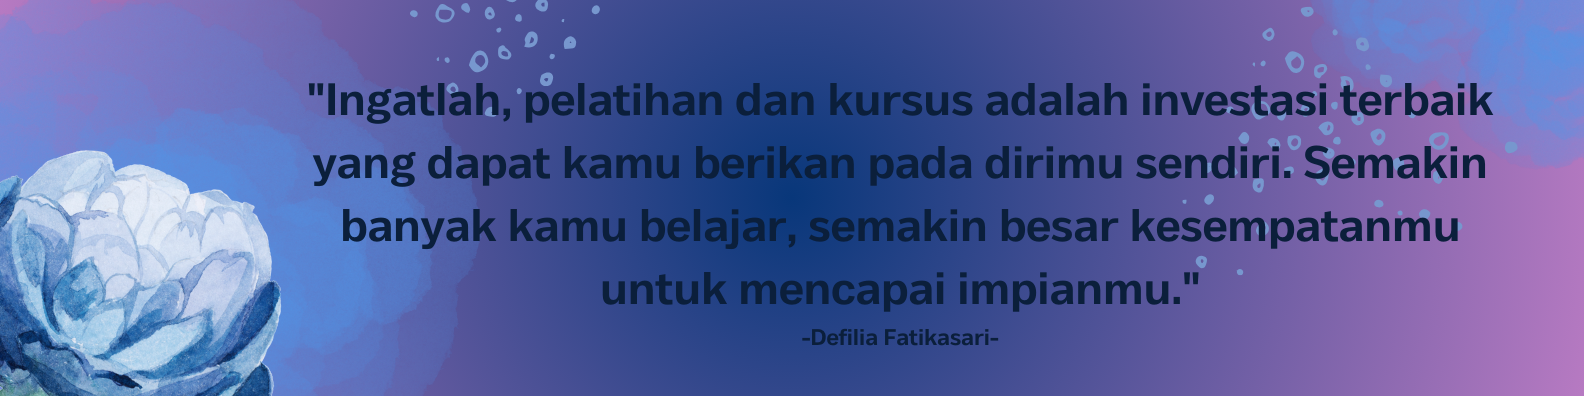 "Ingatlah, pelatihan dan kursus adalah investasi terbaik
yang dapat kamu berikan pada dirimu sendiri. Semakin
banyak kamu belajar, semakin besar kesempatanmu
untuk mencapai impianmu."
-Defilia Fatikasari-